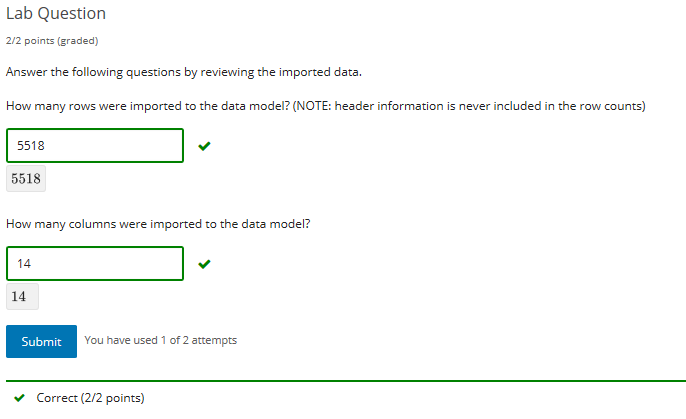 Lab Question
2/2 points (graded)
Answer the following questions by reviewing the imported data.
How many rows were imported to the data model? (NOTE: header information is never included in the row counts)
5518
5518
How many columns were imported to the data model?
14
14
Submit
You have used 1 of 2 attempts
Correct (2/2 points)